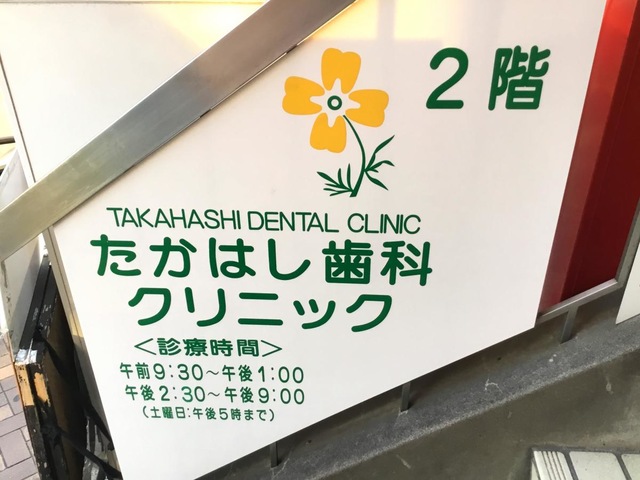 2階
TAKAHASHI DENTAL CLINIC
たかはし歯科
クリニック
＜診療時間＞
午前9:30～午後1:00
午後2:30～午後9:00
(土曜日:午後5時まで)